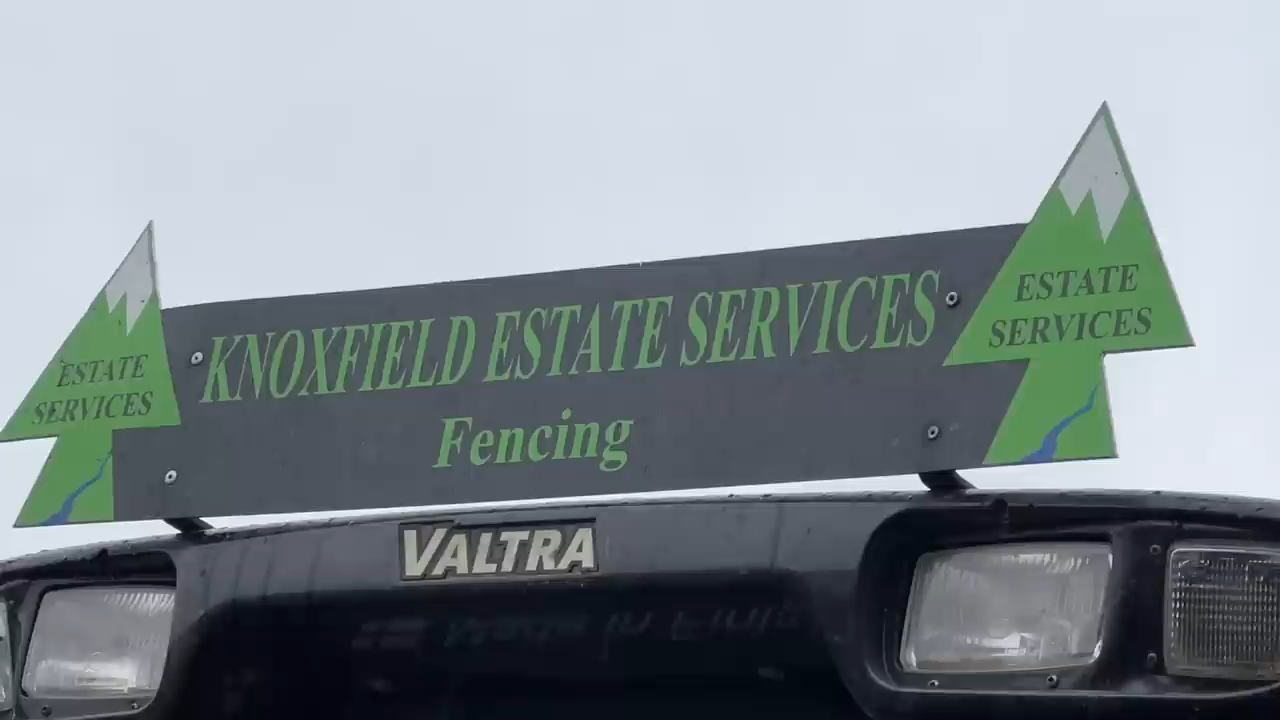 KNOXFIELD ESTATE SERVICES
Fencing
ESTATE
SERVICES
ESTATE
SERVICES
VALTRA